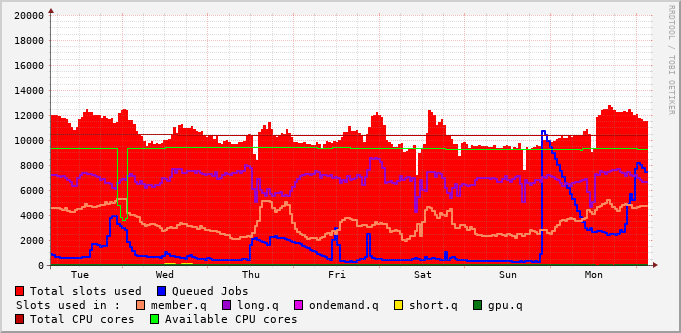 20000
18000
16000
14000
12000
10000
8000
6000
4000
2000
0
Tue Wed Thu Fri Sat Sun Mon
RRDTOOL / TOBI OETIKER
Total slots used Queued Jobs
Slots used in : member.q long.q ondemand.q short.q gpu.q
Total CPU cores Available CPU cores